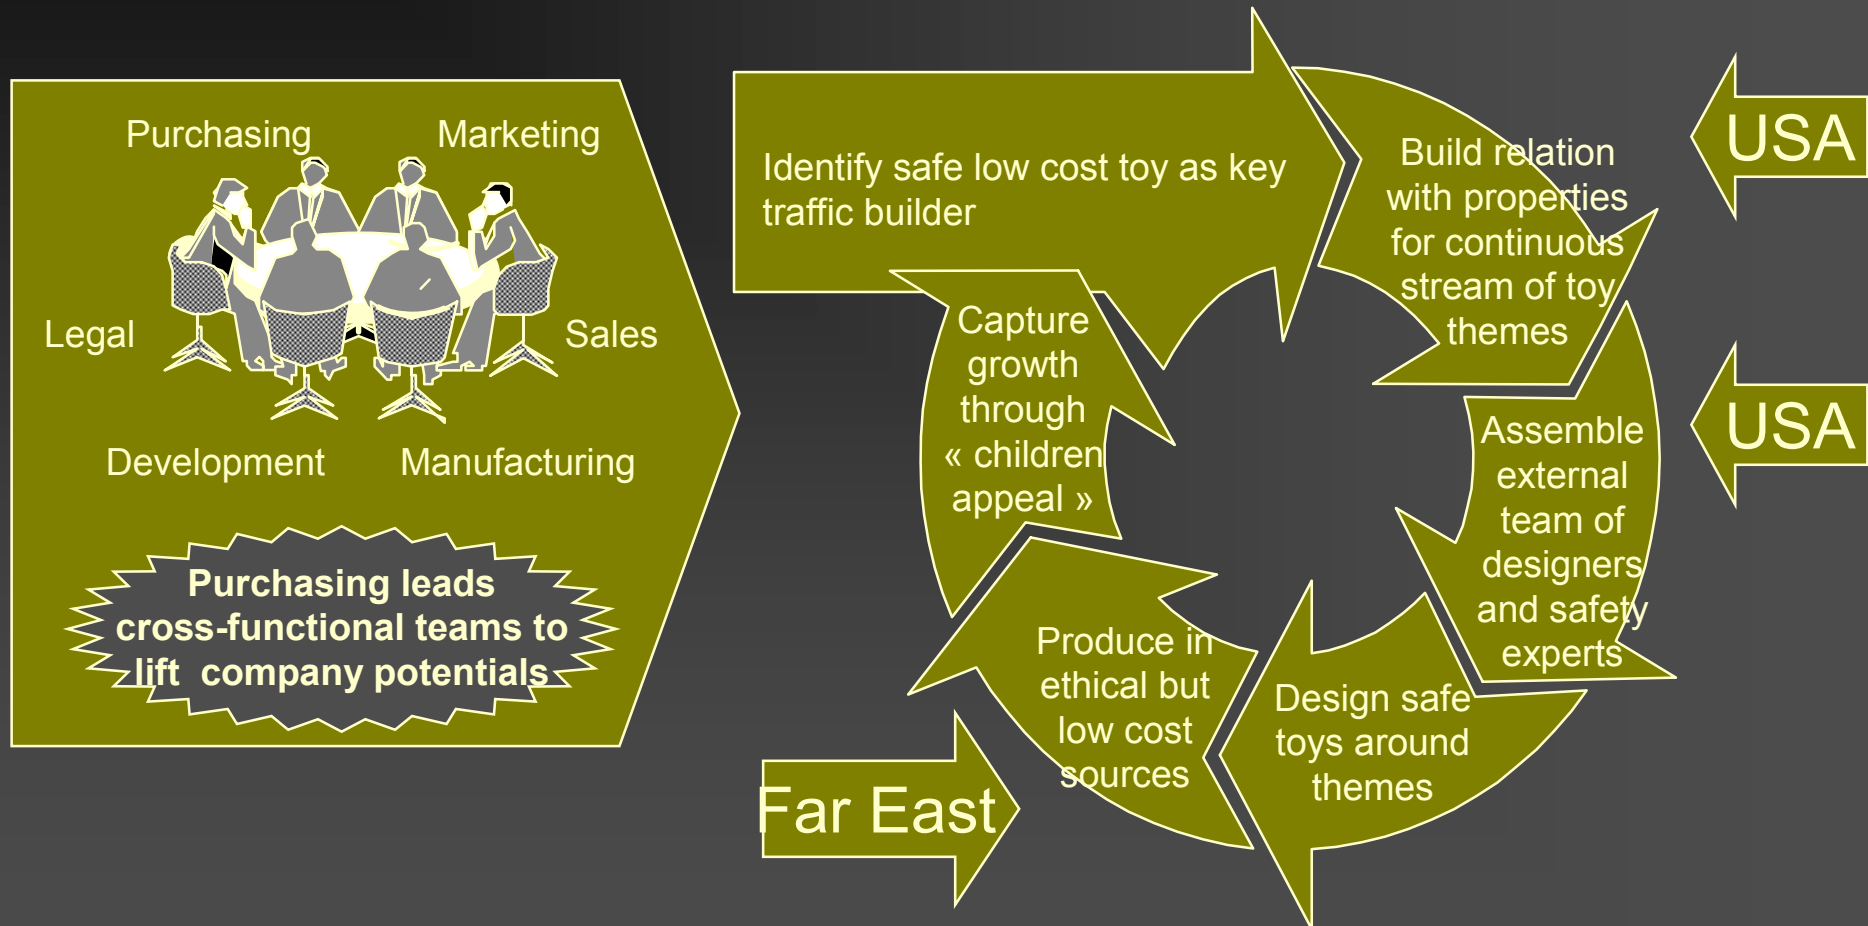 Purchasing
Marketing
Legal
Sales
Development
Manufacturing
Purchasing leads
cross-functional teams to
lift company potentials
Identify safe low cost toy as key
traffic builder
Build relation
with properties
for continuous
stream of toy
themes
USA
Assemble
external
team of
designers
and safety
experts
USA
Design safe
toys around
themes
Produce in
ethical but
low cost
sources
Far East
Capture
growth
through
« children
appeal »